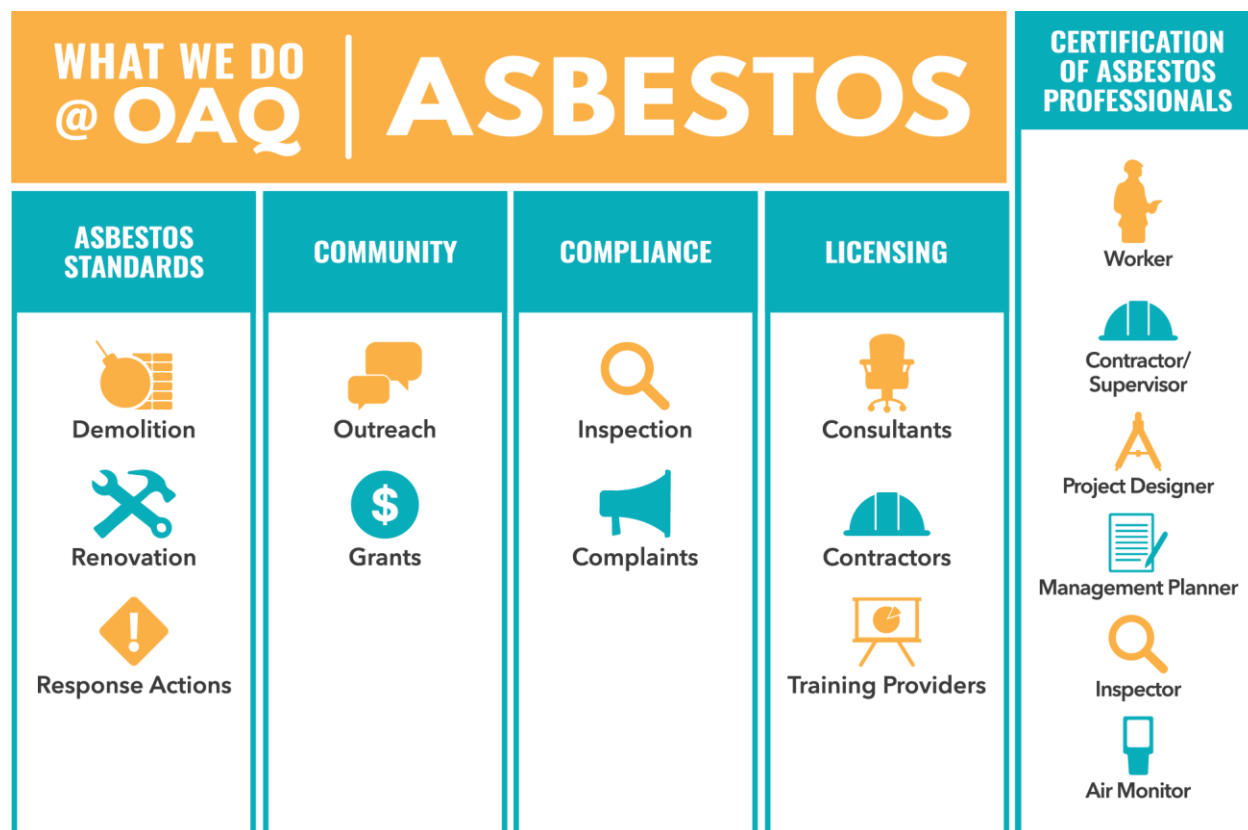 WHAT WE DO
@ OAQ
ASBESTOS
ASBESTOS
STANDARDS
Demolition
Renovation
Response Actions
COMMUNITY
Outreach
$
Grants
COMPLIANCE
Inspection
Complaints
LICENSING
Consultants
Contractors
Training Providers
CERTIFICATION
OF ASBESTOS
PROFESSIONALS
Worker
Contractor/
Supervisor
Project Designer
Management Planner
Inspector
Air Monitor